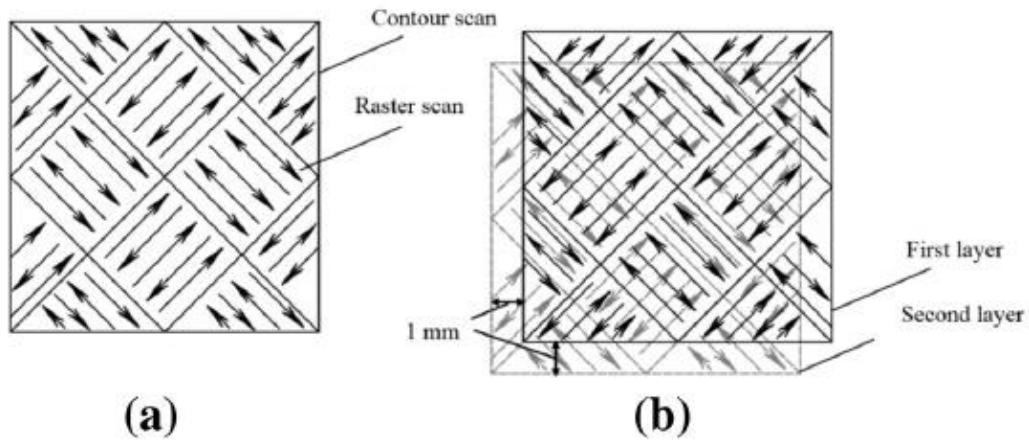 Contour scan
Raster scan
First layer
Second layer
1 mm
(a)
(b)